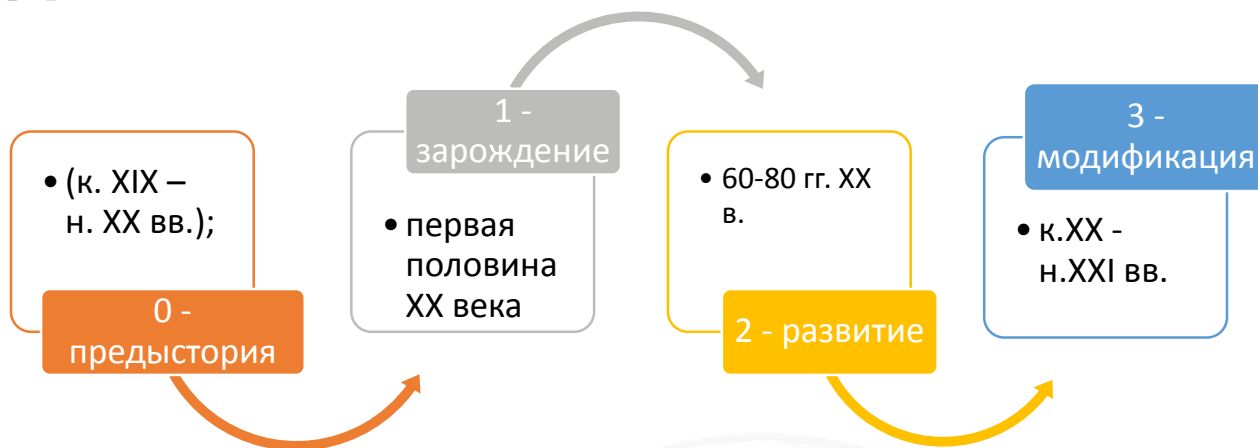 • (к. XIX –
н. XX вв.);
0 -
предыстория
1 -
зарождение
• первая
половина
XX века
• 60-80 гг. XX
в.
2 - развитие
3 -
модификация
• к.XX -
н.XXI вв.